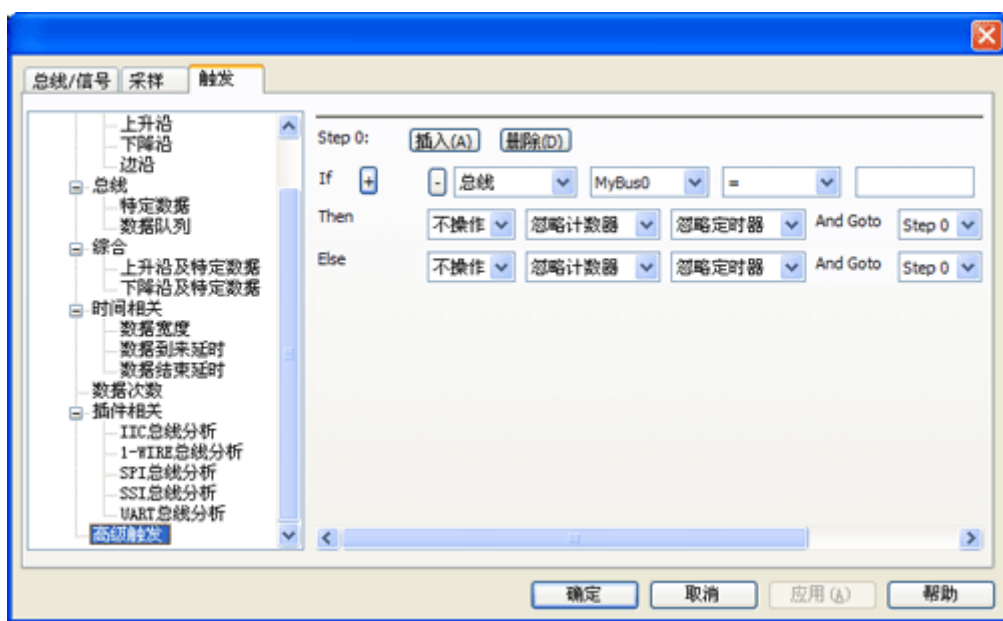 总线/信号 采样 触发
上升沿
下降沿
边沿
总线
特定数据
数据队列
综合
上升沿及特定数据
下降沿及特定数据
时间相关
数据宽度
数据到来延时
数据结束延时
数据次数
插件相关
IIC总线分析
1-WIRE总线分析
SPI总线分析
SSI总线分析
UART总线分析
高级触发
Step 0: 插入(A) 删除(D)
If + - 总线 MyBus0 =
Then 不操作 忽略计数器 忽略定时器 And Goto Step 0
Else 不操作 忽略计数器 忽略定时器 And Goto Step 0
确定 取消 应用(A) 帮助